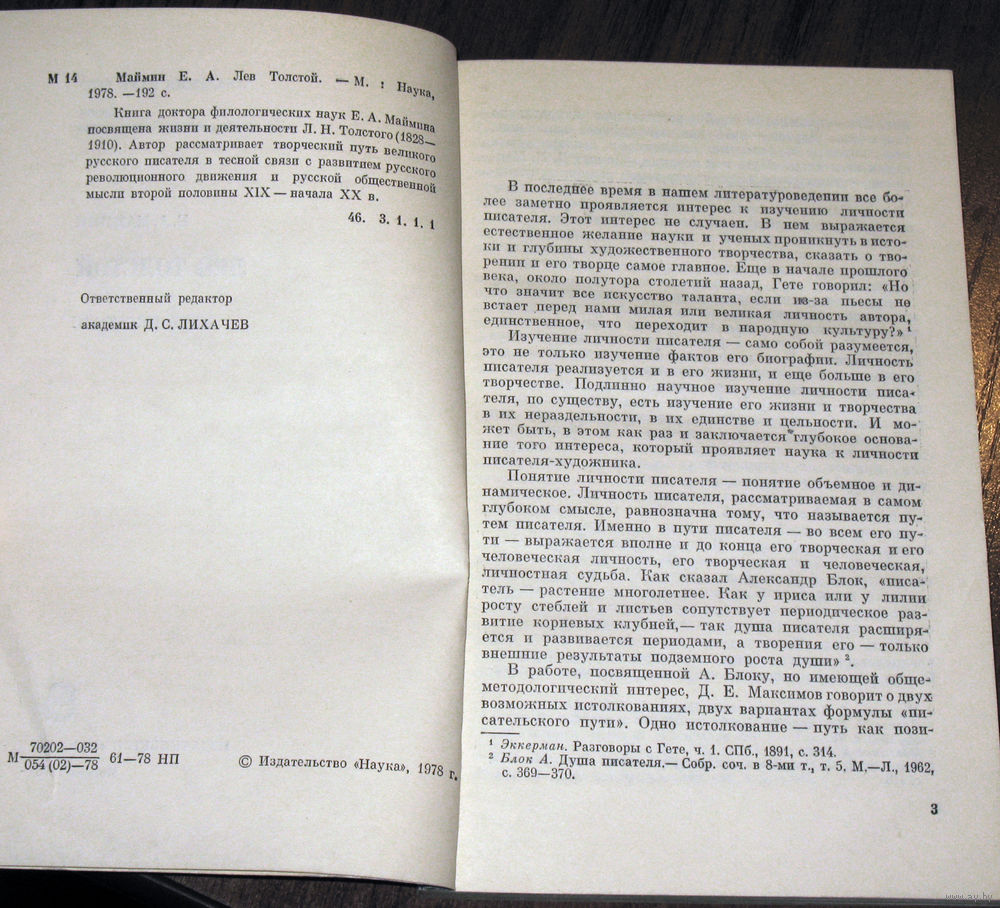 М 14 Маймин Е. А. Лев Толстой. — М. : Наука,
1978. —192 с.
Книга доктора филологических наук Е. А. Маймина
посвящена жизни и деятельности Л. Н. Толстого (1828—
1910). Автор рассматривает творческий путь великого
русского писателя в тесной связи с развитием русского
революционного движения и русской общественной
мысли второй половины XIX — начала XX в.
46. 3. 1. 1. 1
Ответственный редактор
академик Д. С. ЛИХАЧЕВ
М 70202—032
054 (02)—78 61—78 НП
© Издательство «Наука», 1978 г.
В последнее время в нашем литературоведении все бо-
лее заметно проявляется интерес к изучению личности
писателя. Этот интерес не случаен. В нем выражается
естественное желание науки и ученых проникнуть в исто-
ки и глубины художественного творчества, сказать о тво-
рении и его творце самое главное. Еще в начале прошлого
века, около полутора столетий назад, Гете говорил: «Но
что значит все искусство таланта, если из-за пьесы не
встает перед нами милая или великая личность автора,
единственное, что переходит в народную культуру?» ¹
Изучение личности писателя — само собой разумеется,
это не только изучение фактов его биографии. Личность
писателя реализуется и в его жизни, и еще больше в его
творчестве. Подлинно научное изучение личности писа-
теля, по существу, есть изучение его жизни и творчества
в их нераздельности, в их единстве и цельности. И мо-
жет быть, в этом как раз и заключается глубокое основа-
ние того интереса, который проявляет наука к личности
писателя-художника.
Понятие личности писателя — понятие объемное и ди-
намическое. Личность писателя, рассматриваемая в самом
глубоком смысле, равнозначна тому, что называется пу-
тем писателя. Именно в пути писателя — во всем его пу-
ти — выражается вполне и до конца его творческая и его
человеческая личность, его творческая и человеческая,
личностная судьба. Как сказал Александр Блок, «писа-
тель — растение многолетнее. Как у ириса или у лилии
росту стеблей и листьев сопутствует периодическое раз-
витие корневых клубней,— так душа писателя расширя-
ется и развивается периодами, а творения его — только
внешние результаты подземного роста души» ².
В работе, посвященной А. Блоку, но имеющей обще-
методологический интерес, Д. Е. Максимов говорит о двух
возможных истолкованиях, двух вариантах формулы «пи-
сательского пути». Одно истолкование — путь как пози-
¹ Эккерман. Разговоры с Гете, ч. 1. СПб., 1891, с. 314.
² Блок А. Душа писателя.— Собр. соч. в 8-ми т., т. 5. М.—Л., 1962,
с. 369—370.
3
www.ay.by